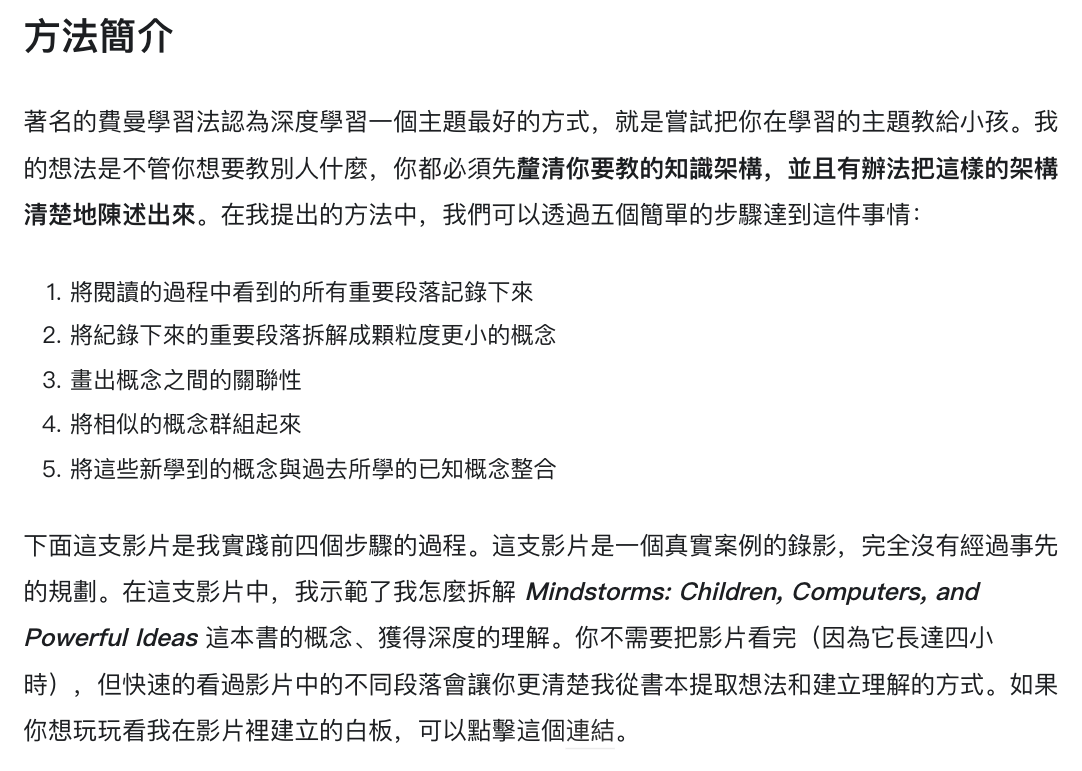 方法簡介
著名的費曼學習法認為深度學習一個主題最好的方式，就是嘗試把你在學習的主題教給小孩。我
的想法是不管你想要教別人什麼，你都必須先釐清你要教的知識架構，並且有辦法把這樣的架構
清楚地陳述出來。在我提出的方法中，我們可以透過五個簡單的步驟達到這件事情：
1. 將閱讀的過程中看到的所有重要段落記錄下來
2. 將紀錄下來的重要段落拆解成顆粒度更小的概念
3. 畫出概念之間的關聯性
4. 將相似的概念群組起來
5. 將這些新學到的概念與過去所學的已知概念整合
下面這支影片是我實踐前四個步驟的過程。這支影片是一個真實案例的錄影，完全沒有經過事先
的規劃。在這支影片中，我示範了我怎麼拆解 Mindstorms: Children, Computers, and
Powerful Ideas 這本書的概念、獲得深度的理解。你不需要把影片看完（因為它長達四小
時），但快速的看過影片中的不同段落會讓你更清楚我從書本提取想法和建立理解的方式。如果
你想玩玩看我在影片裡建立的白板，可以點擊這個連結。